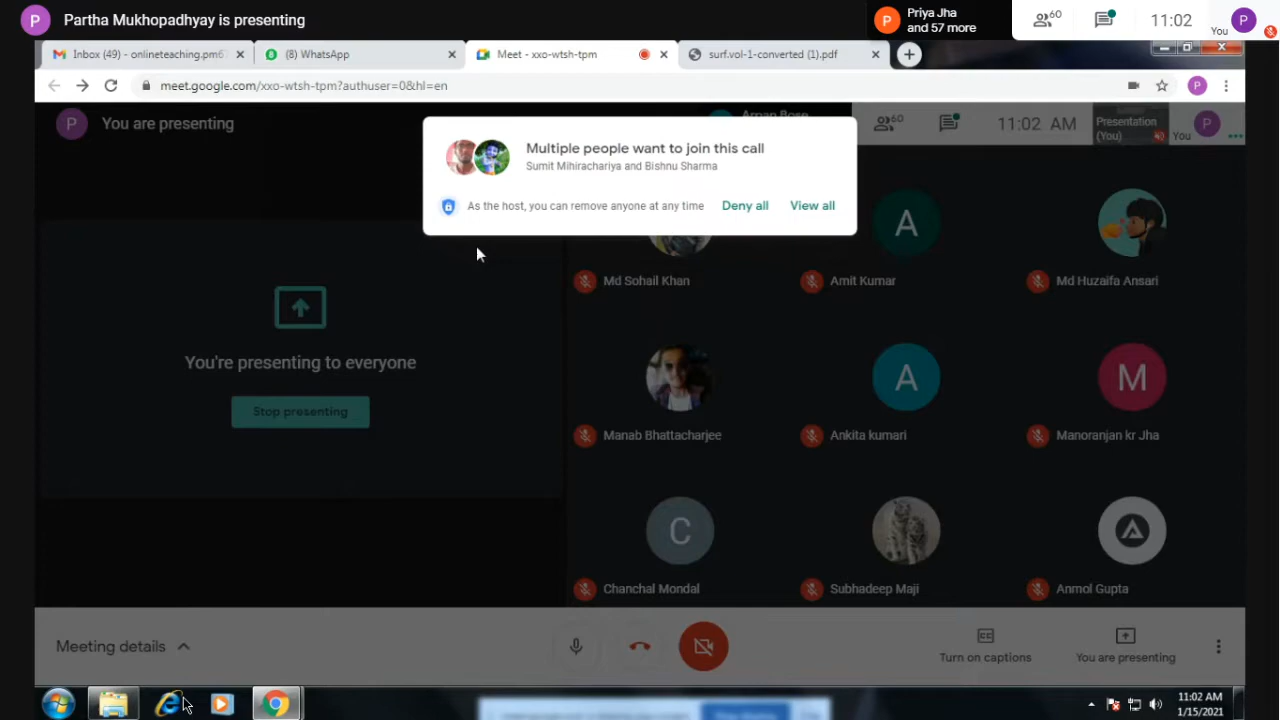 P Partha Mukhopadhyay is presenting
P Priya Jha
and 57 more
60
11:02
You
P
Inbox (49) - onlineteaching.pm6
(8) WhatsApp
Meet - xxo-wtsh-tpm
surf.vol-1-converted (1).pdf
meet.google.com/xxo-wtsh-tpm?authuser=0&hl=en
P
P You are presenting
60
11:02 AM
Presentation
(You)
You
P
Multiple people want to join this call
Sumit Mihirachariya and Bishnu Sharma
As the host, you can remove anyone at any time
Deny all
View all
A
Md Sohail Khan
Amit Kumar
Md Huzaifa Ansari
You're presenting to everyone
Stop presenting
A
M
Manab Bhattacharjee
Ankita kumari
Manoranjan kr Jha
C
Chanchal Mondal
Subhadeep Maji
Anmol Gupta
Meeting details
Turn on captions
You are presenting
11:02 AM
1/15/2021